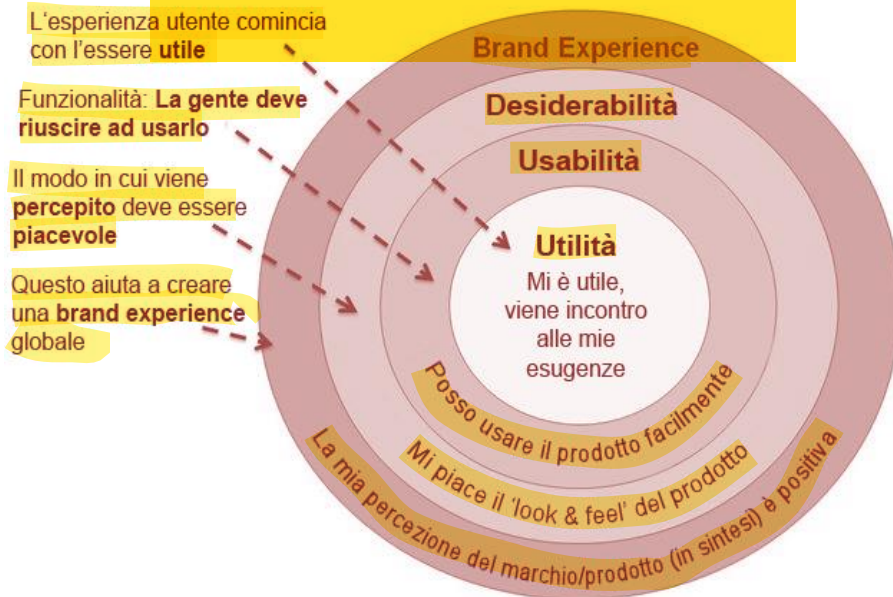 L'esperienza utente comincia
con l'essere utile
Funzionalità: La gente deve
riuscire ad usarlo
Il modo in cui viene
percepito deve essere
piacevole
Questo aiuta a creare
una brand experience
globale
Brand Experience
Desiderabilità
Usabilità
Utilità
Mi è utile,
viene incontro
alle mie
esugenze
Posso usare il prodotto facilmente
Mi piace il 'look & feel' del prodotto
La mia percezione del marchio/prodotto (in sintesi) è positiva